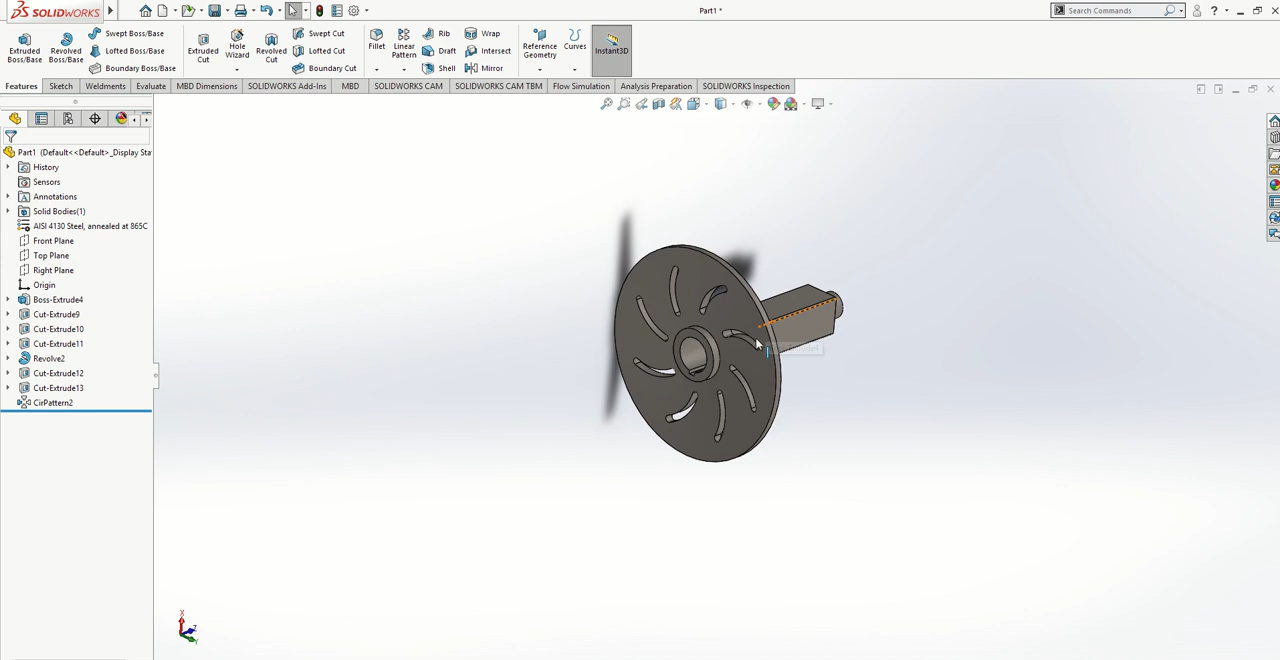 SOLIDWORKS
Part1 *
Search Commands
Extruded Boss/Base
Revolved Boss/Base
Swept Boss/Base
Lofted Boss/Base
Boundary Boss/Base
Extruded Cut
Hole Wizard
Revolved Cut
Swept Cut
Lofted Cut
Boundary Cut
Fillet
Linear Pattern
Rib
Draft
Shell
Wrap
Intersect
Mirror
Reference Geometry
Curves
Instant3D
Features
Sketch
Weldments
Evaluate
MBD Dimensions
SOLIDWORKS Add-Ins
MBD
SOLIDWORKS CAM
SOLIDWORKS CAM TBM
Flow Simulation
Analysis Preparation
SOLIDWORKS Inspection
Part1 (Default<<Default>_Display Sta
History
Sensors
Annotations
Solid Bodies(1)
AISI 4130 Steel, annealed at 865C
Front Plane
Top Plane
Right Plane
Origin
Boss-Extrude4
Cut-Extrude9
Cut-Extrude10
Cut-Extrude11
Revolve2
Cut-Extrude12
Cut-Extrude13
CirPattern2
X
Z
Y